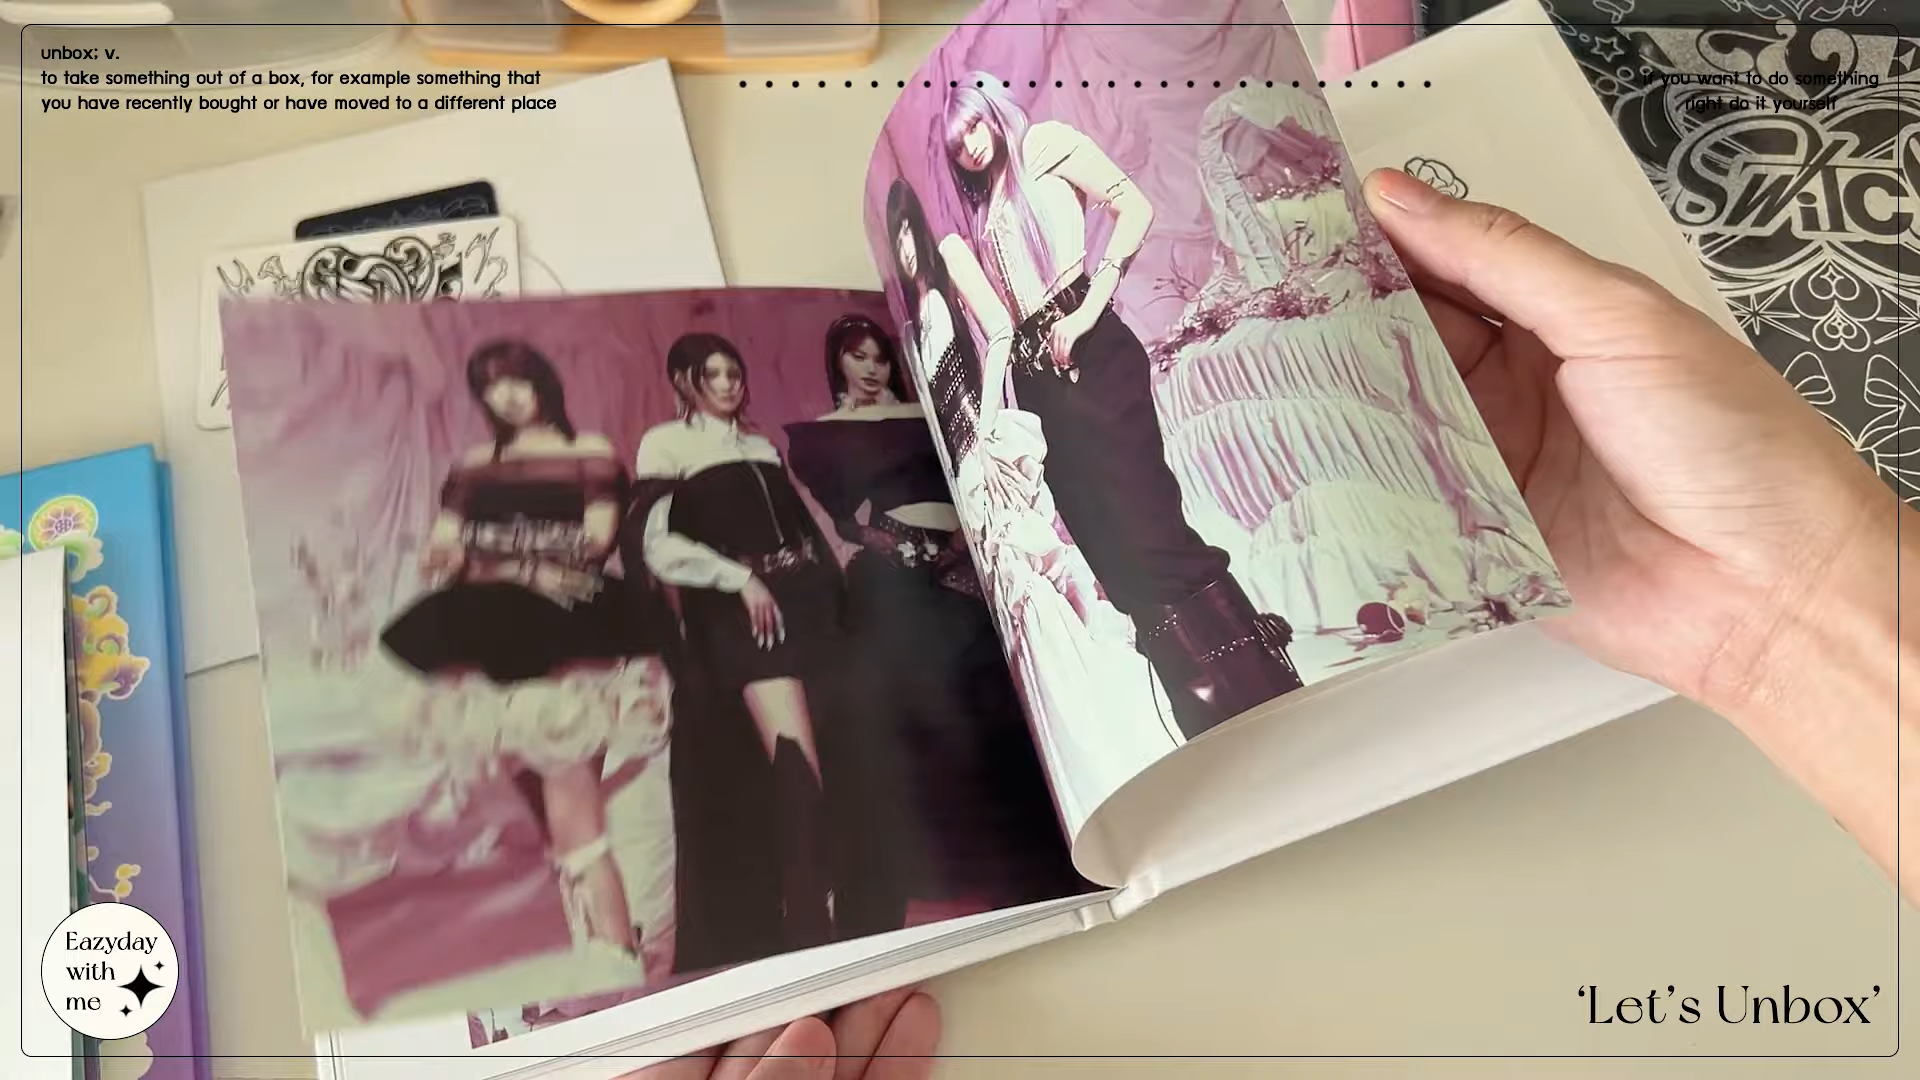 unbox; v.
to take something out of a box, for example something that
you have recently bought or have moved to a different place
if you want to do something
right do it yourself
SWITC
Eazyday
with
me
‘Let’s Unbox’